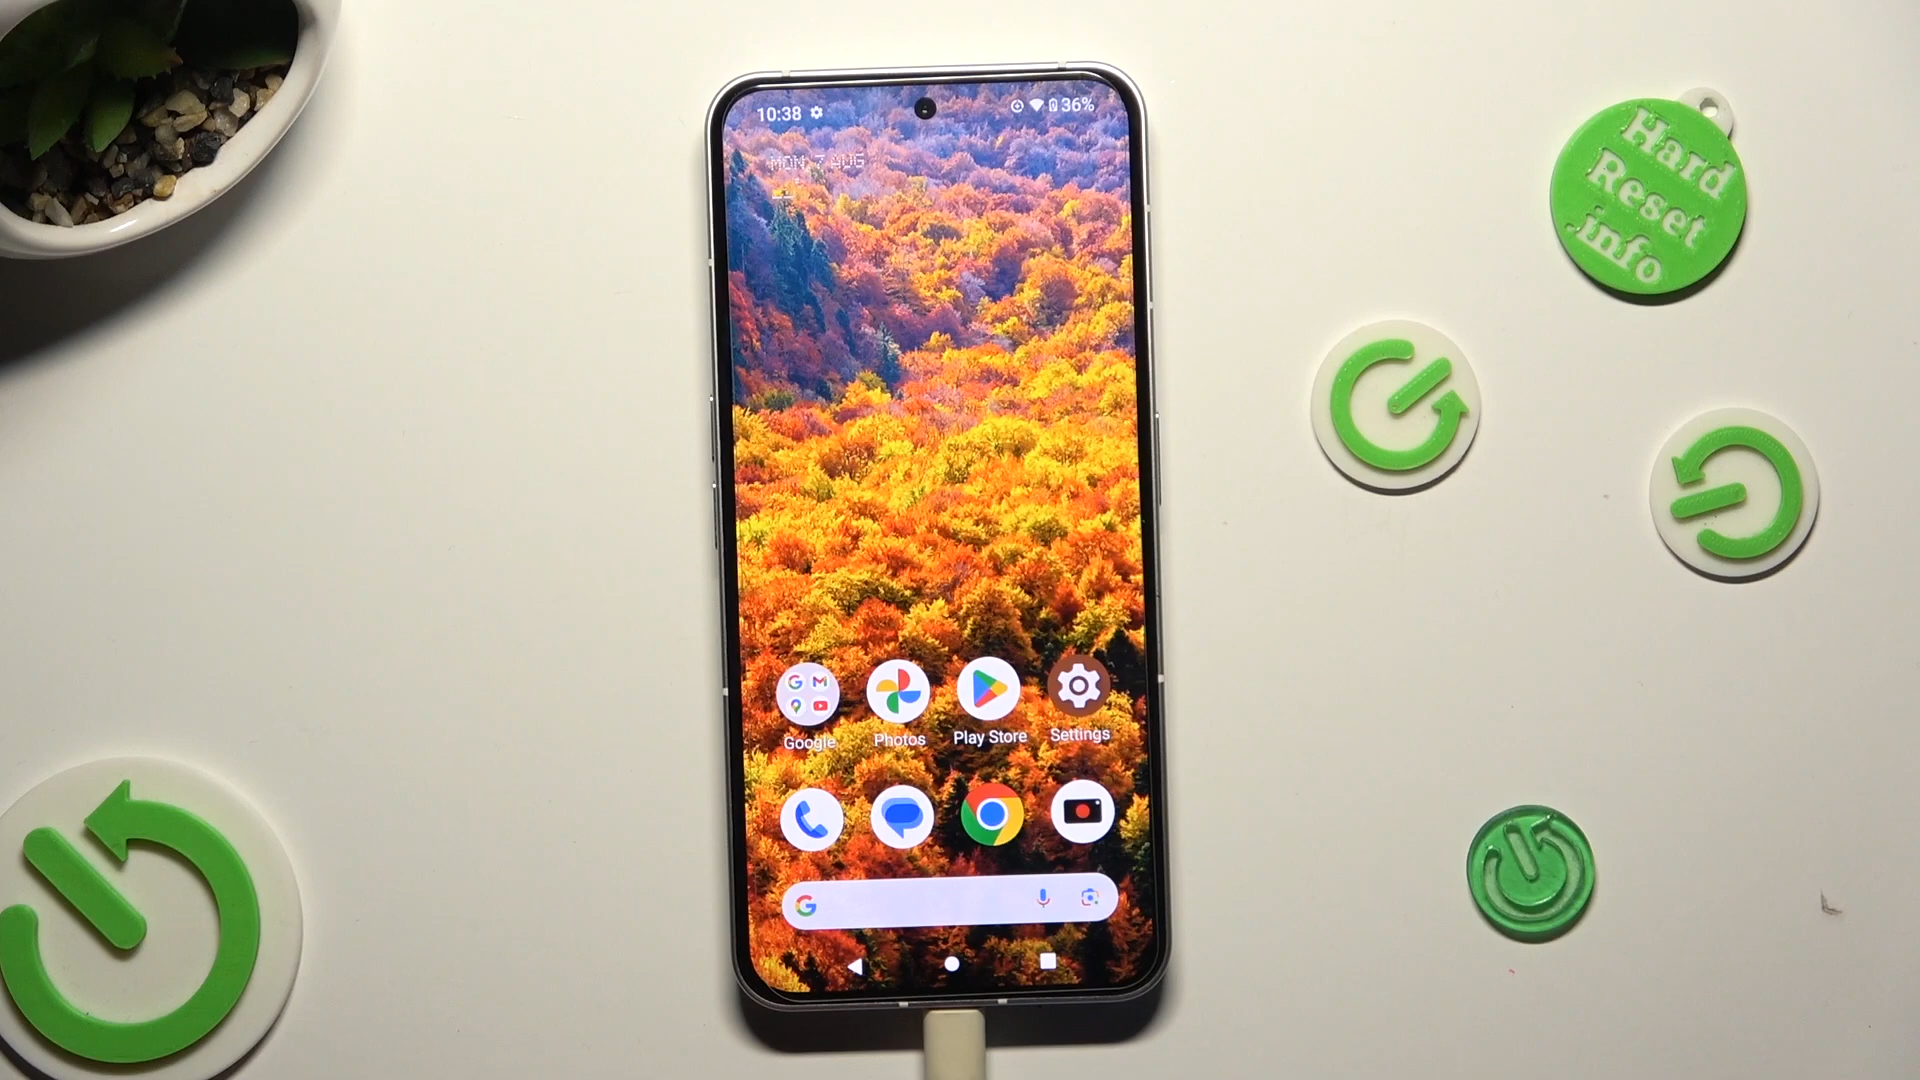 10:38 36%
MON, 7 AUG
Google Photos Play Store Settings
Hard
Reset
info